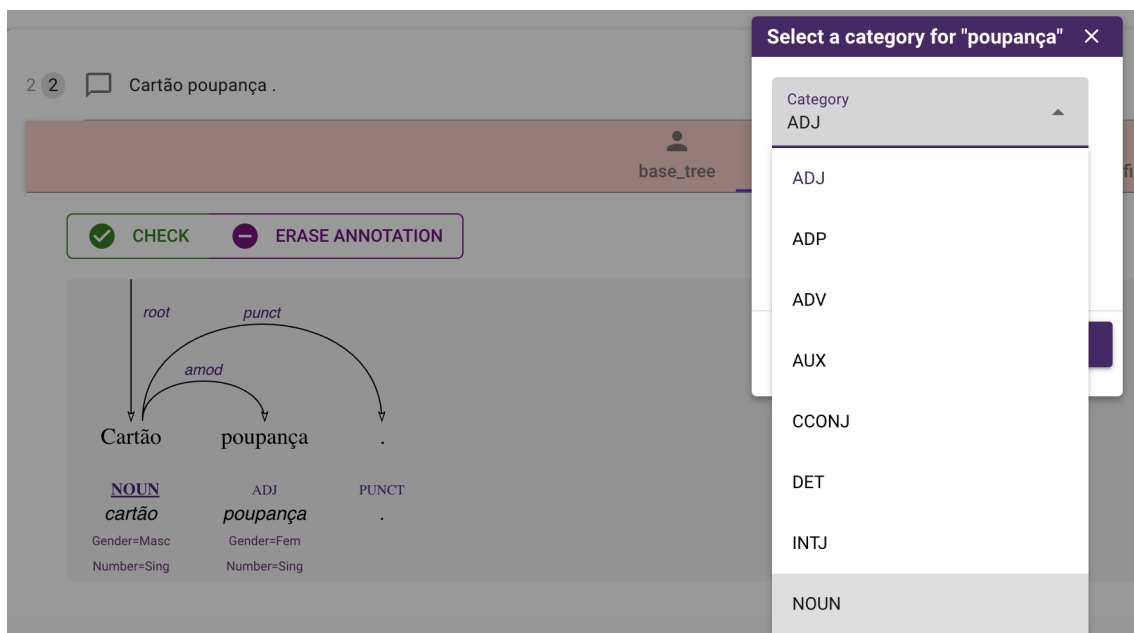 Select a category for "poupança"
2 2 Cartão poupança .
Category
ADJ
base_tree
fi
ADJ
CHECK ERASE ANNOTATION
ADP
ADV
root punct
AUX
amod
CCONJ
Cartão poupança .
DET
NOUN ADJ PUNCT
cartão poupança .
Gender=Masc Gender=Fem
INTJ
Number=Sing Number=Sing
NOUN